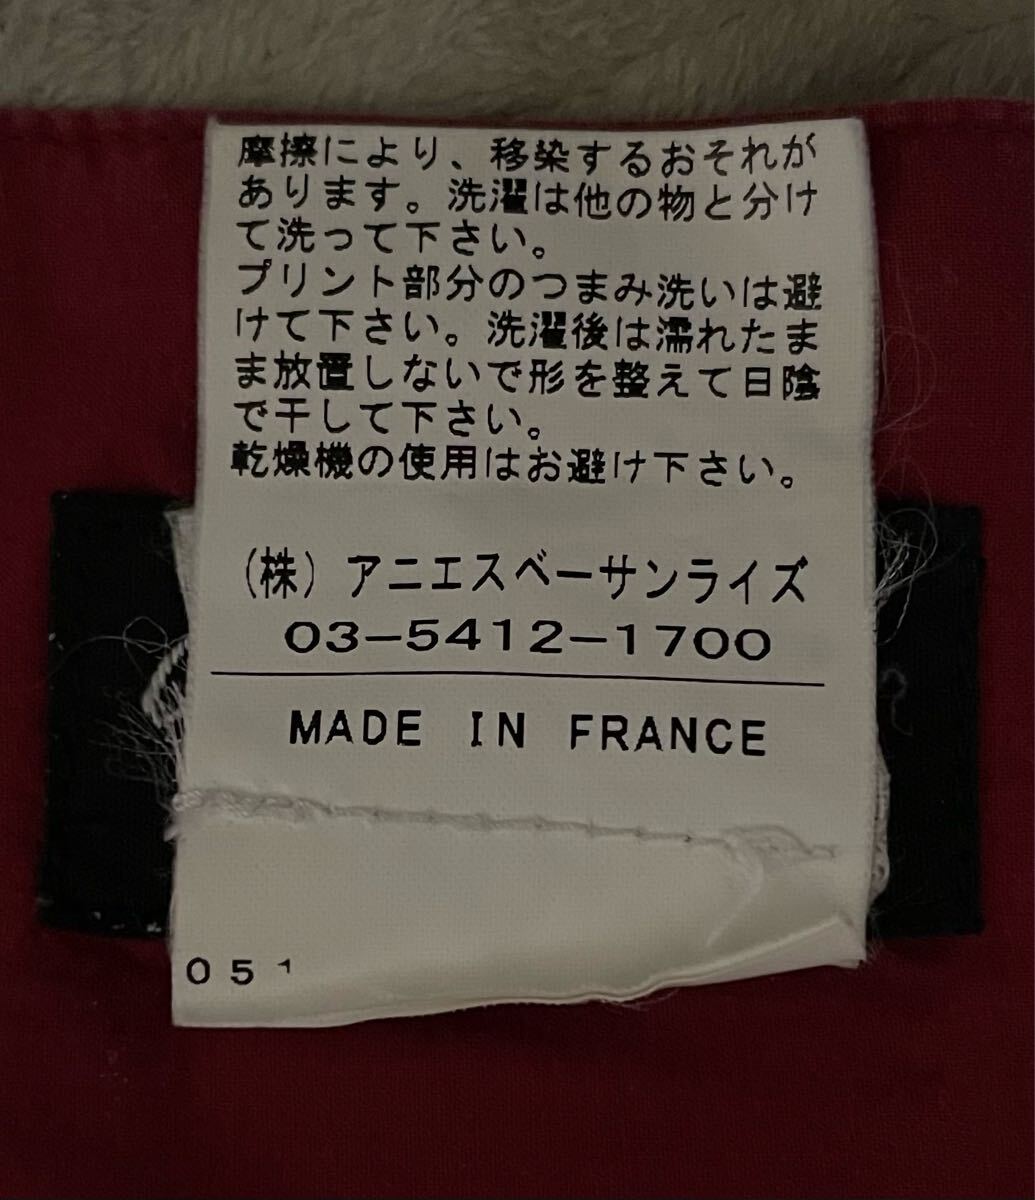 摩擦により、移染するおそれが
あります。洗濯は他の物と分け
て洗って下さい。
プリント部分のつまみ洗いは避
けて下さい。洗濯後は濡れたま
ま放置しないで形を整えて日陰
で干して下さい。
乾燥機の使用はお避け下さい。
(株) アニエスベーサンライズ
03-5412-1700
MADE IN FRANCE
051